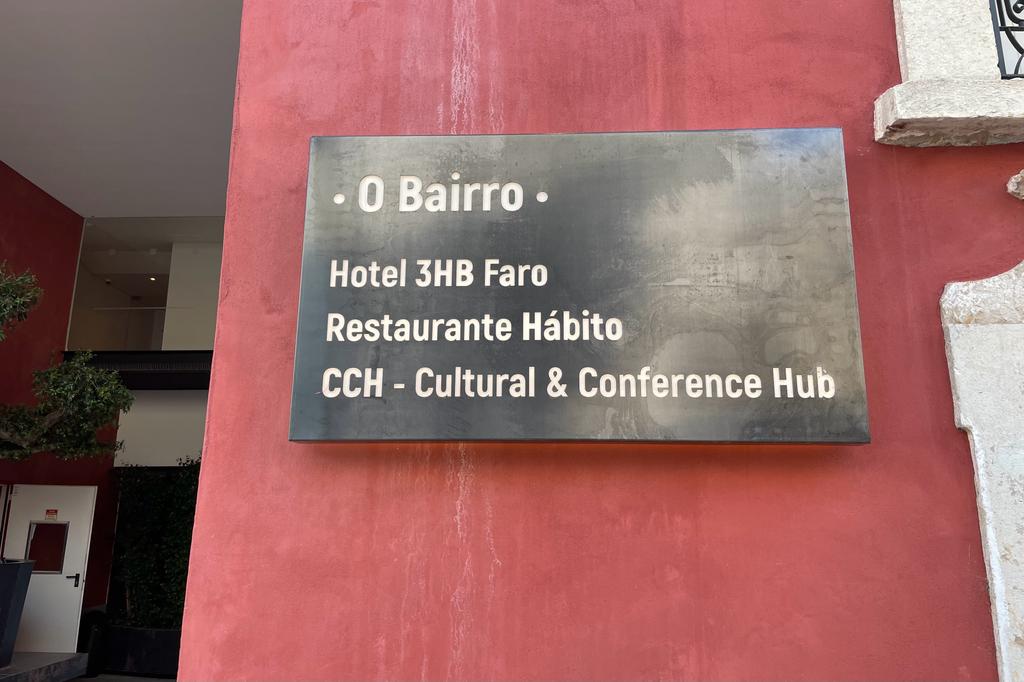 • O Bairro •
Hotel 3HB Faro
Restaurante Hábito
CCH - Cultural & Conference Hub